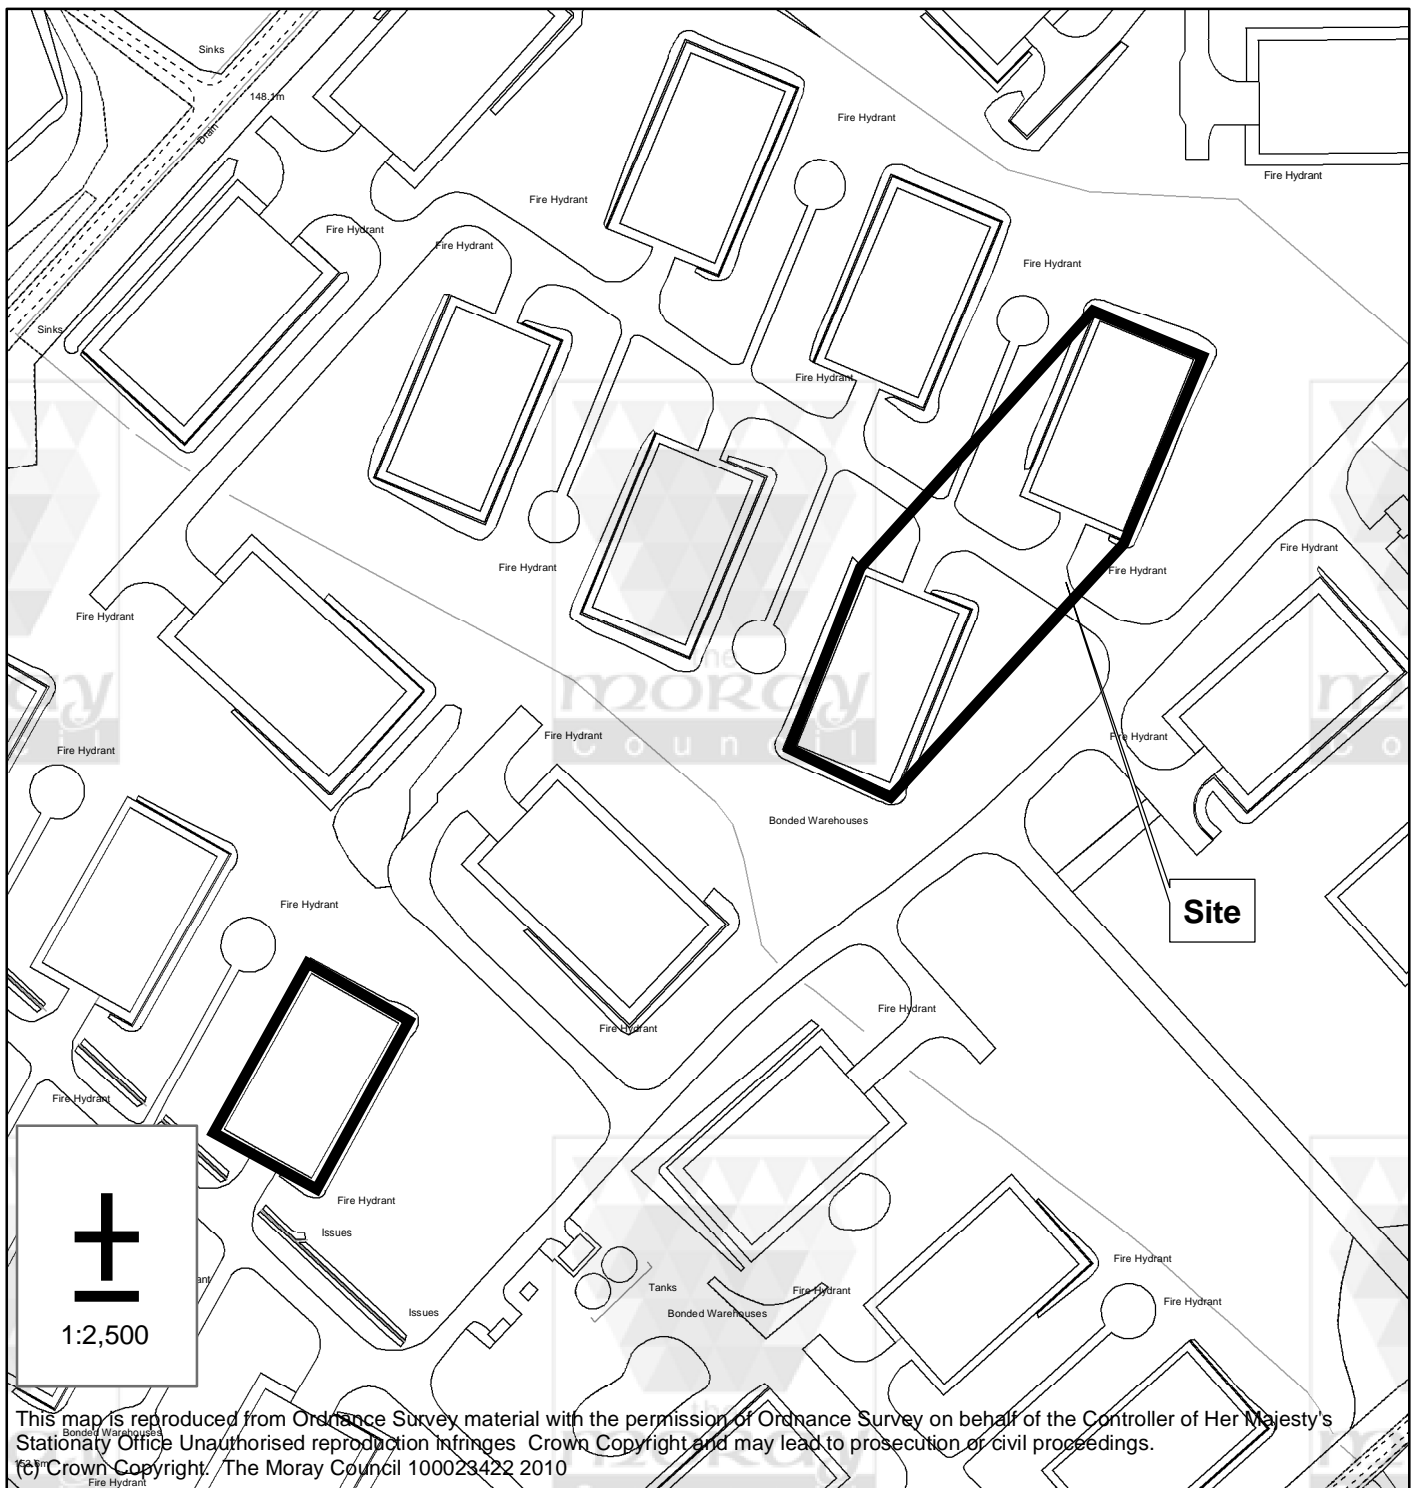 Sinks
148.1m
Drain
Fire Hydrant
Fire Hydrant
Fire Hydrant
Fire Hydrant
Fire Hydrant
Fire Hydrant
Sinks
Fire Hydrant
Fire Hydrant
Fire Hydrant
Fire Hydrant
Fire Hydrant
the
moray
Council
Fire Hydrant
Fire Hydrant
Fire Hydrant
Bonded Warehouses
Fire Hydrant
Site
Fire Hydrant
Fire Hydrant
Fire Hydrant
Fire Hydrant
Issues
Fire Hydrant
Tanks
Fire Hydrant
Fire Hydrant
Issues
Bonded Warehouses
1:2,500
This map is reproduced from Ordnance Survey material with the permission of Ordnance Survey on behalf of the Controller of Her Majesty's
Stationary Office Unauthorised reproduction infringes Crown Copyright and may lead to prosecution or civil proceedings.
(c) Crown Copyright. The Moray Council 100023422 2010
Bonded Warehouses
Fire Hydrant